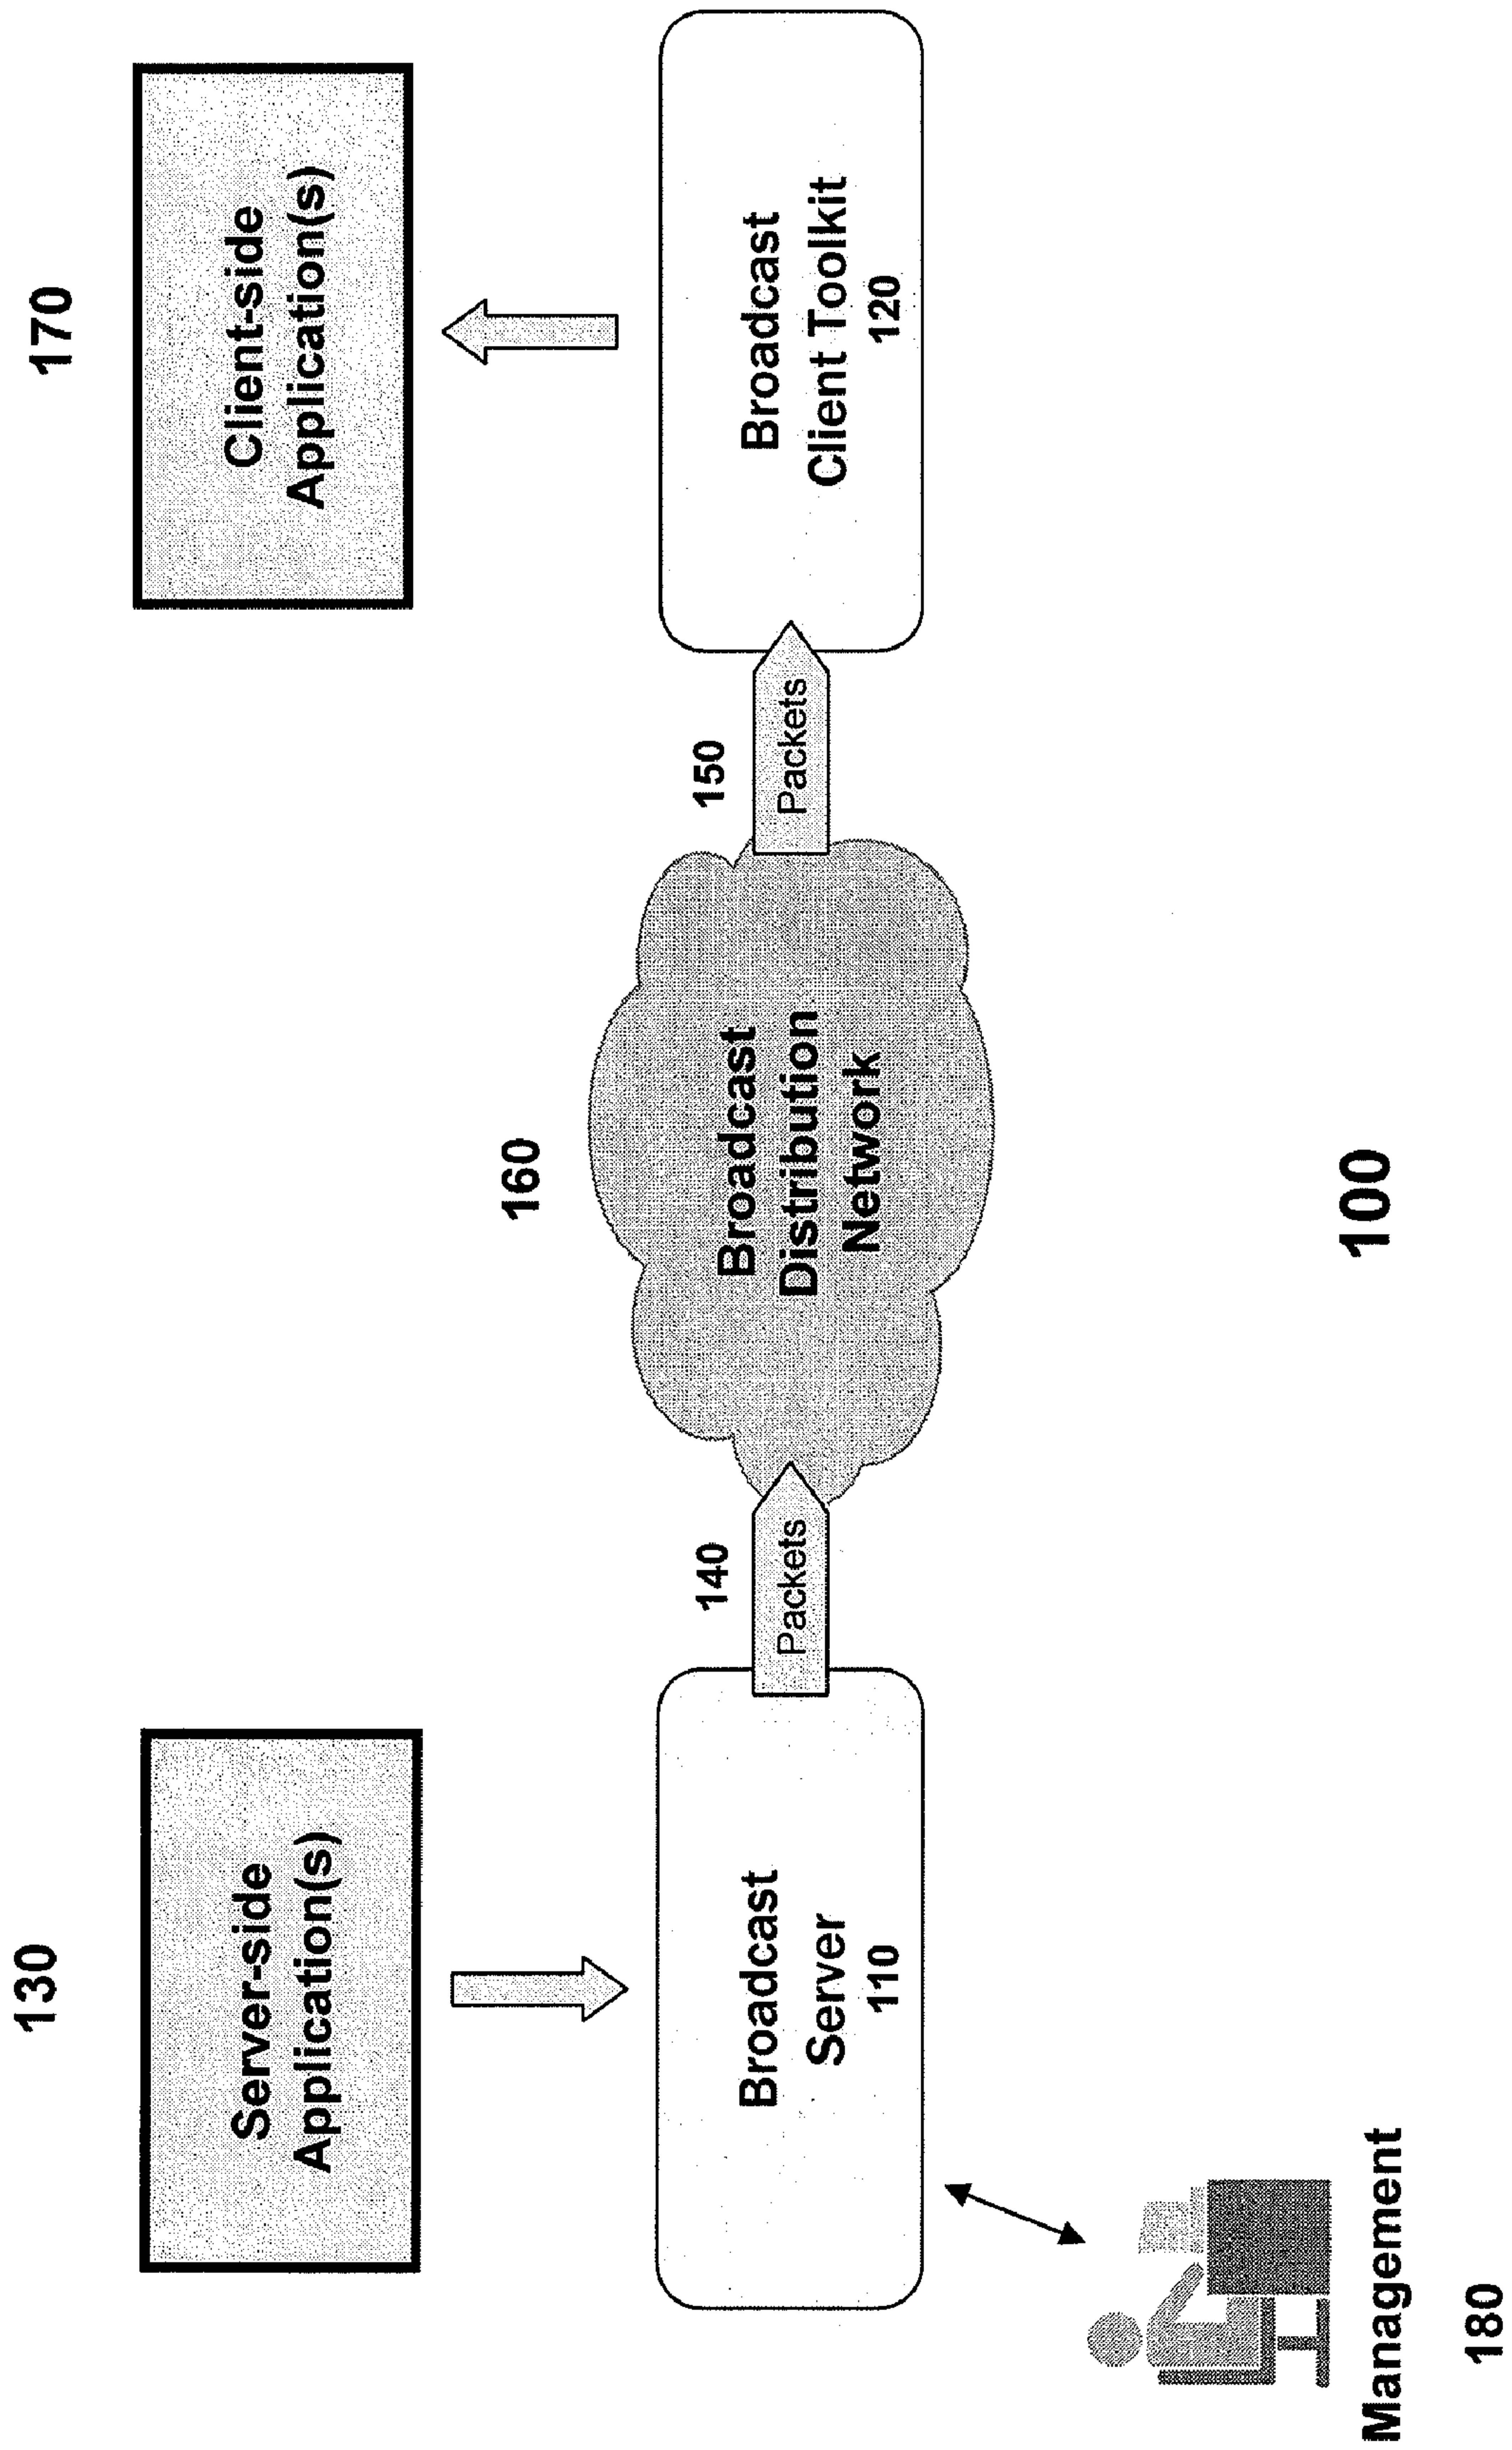 130
170
Server-side
Application(s)
Client-side
Application(s)
160
140
150
Broadcast
Server
110
Packets
Broadcast
Distribution
Network
Packets
Broadcast
Client Toolkit
120
Management
180
100